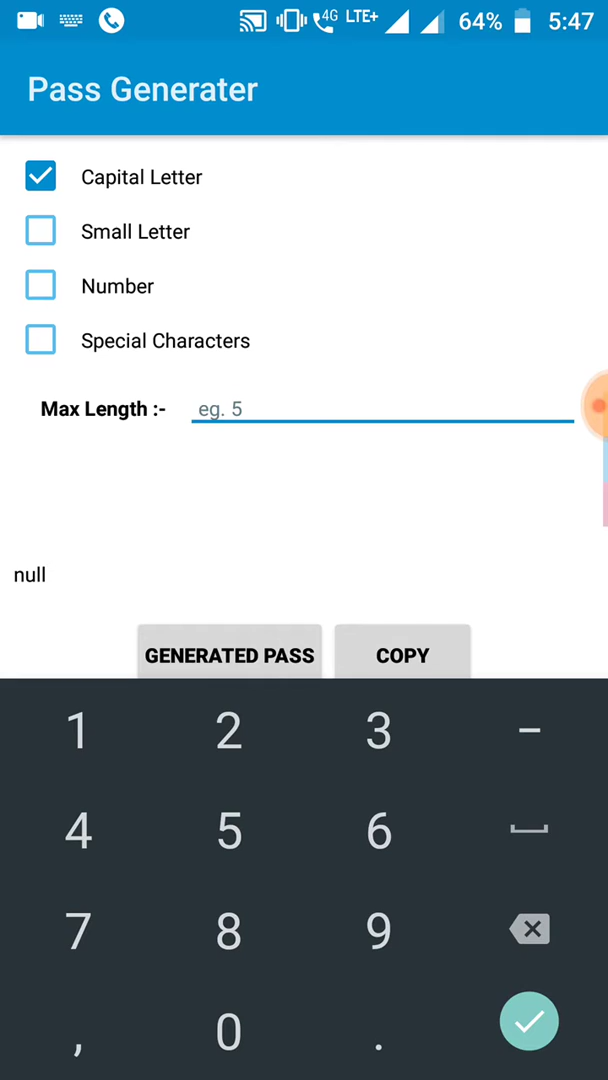 4G LTE+ 64% 5:47
Pass Generater
Capital Letter
Small Letter
Number
Special Characters
Max Length :- eg. 5
null
GENERATED PASS COPY
1 2 3 -
4 5 6
7 8 9
, 0 .